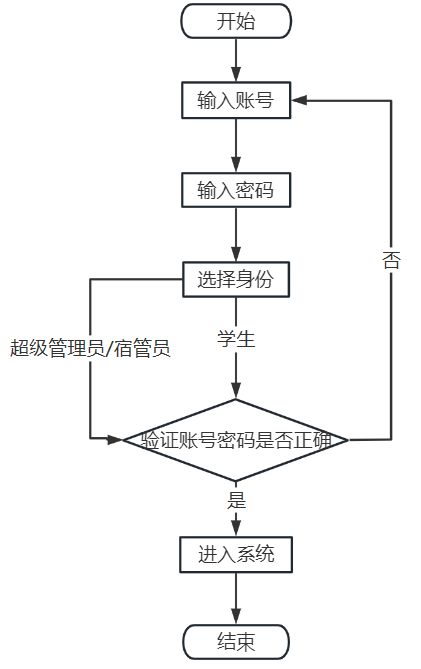 开始
输入账号
输入密码
否
选择身份
学生
超级管理员/宿管员
验证账号密码是否正确
是
进入系统
结束